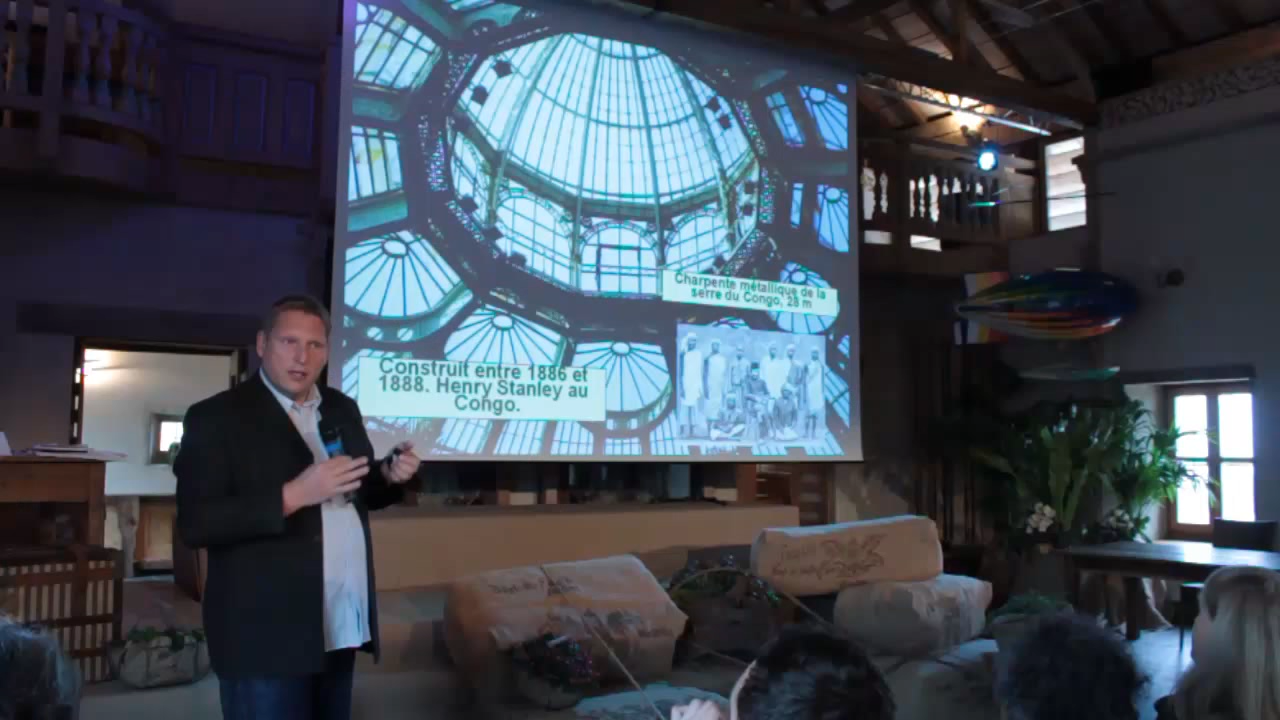 Charpente métallique de la
serre du Congo, 28 m
Construit entre 1886 et
1888. Henry Stanley au
Congo.